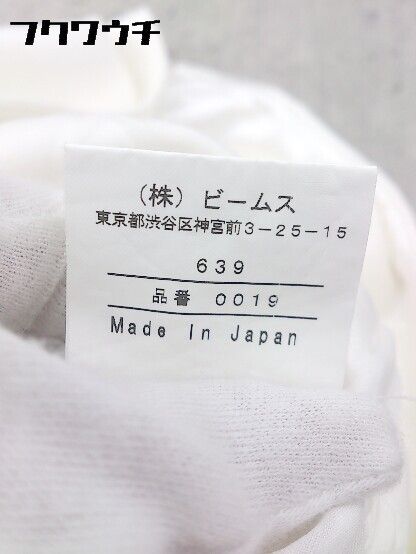 フクワウチ
（株）ビームス
東京都渋谷区神宮前3－25－15
639
品番 0019
Made In Japan